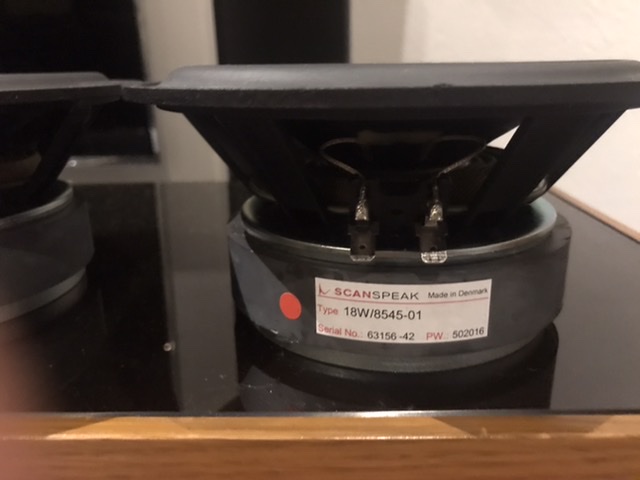 SCANSPEAK Made in Denmark
Type 18W/8545-01
Serial No.: 63156 -42 PW.: 502016